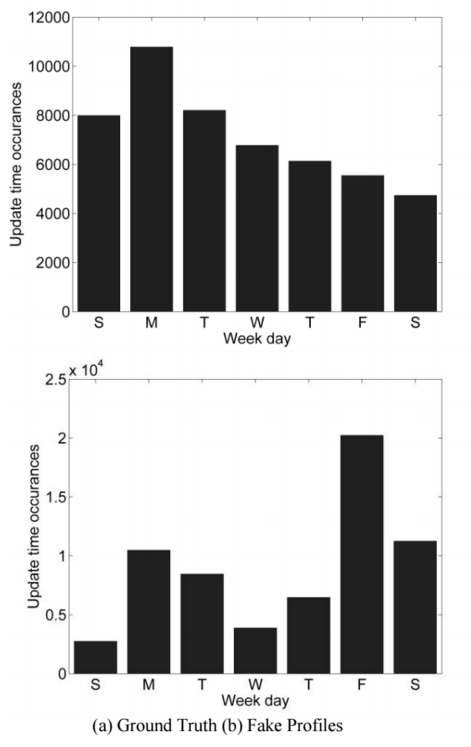 12000
10000
8000
6000
4000
2000
0
Update time occurances
S M T W T F S
Week day
x 10^4
2.5
2
1.5
1
0.5
0
Update time occurances
S M T W T F S
Week day
(a) Ground Truth (b) Fake Profiles